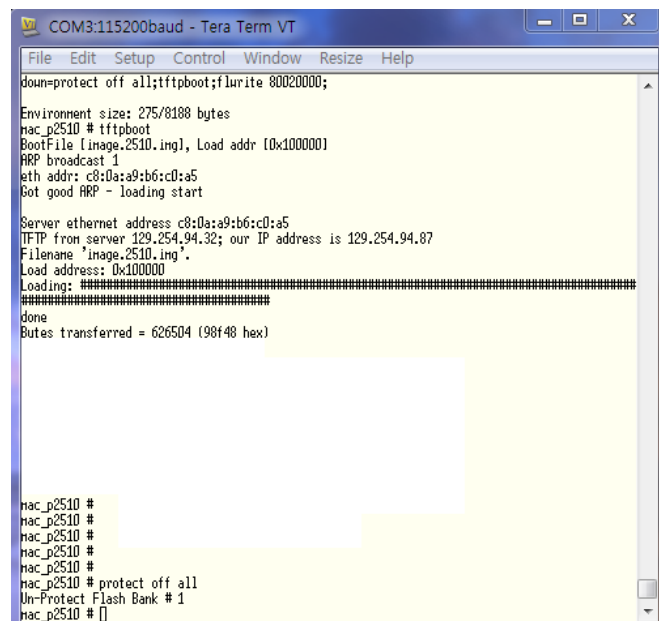 COM3:115200baud - Tera Term VT
File Edit Setup Control Window Resize Help
down=protect off all;tftpboot;flwrite 80020000;
Environment size: 275/8188 bytes
mac_p2510 # tftpboot
BootFile [image.2510.img], Load addr [0x100000]
ARP broadcast 1
eth addr: c8:0a:a9:b6:c0:a5
Got good ARP - loading start
Server ethernet address c8:0a:a9:b6:c0:a5
TFTP from server 129.254.94.32; our IP address is 129.254.94.87
Filename 'image.2510.img'.
Load address: 0x100000
Loading: #################################################################
##########################################
done
Bytes transferred = 626504 (98f48 hex)
mac_p2510 #
mac_p2510 #
mac_p2510 #
mac_p2510 #
mac_p2510 #
mac_p2510 # protect off all
Un-Protect Flash Bank # 1
mac_p2510 #